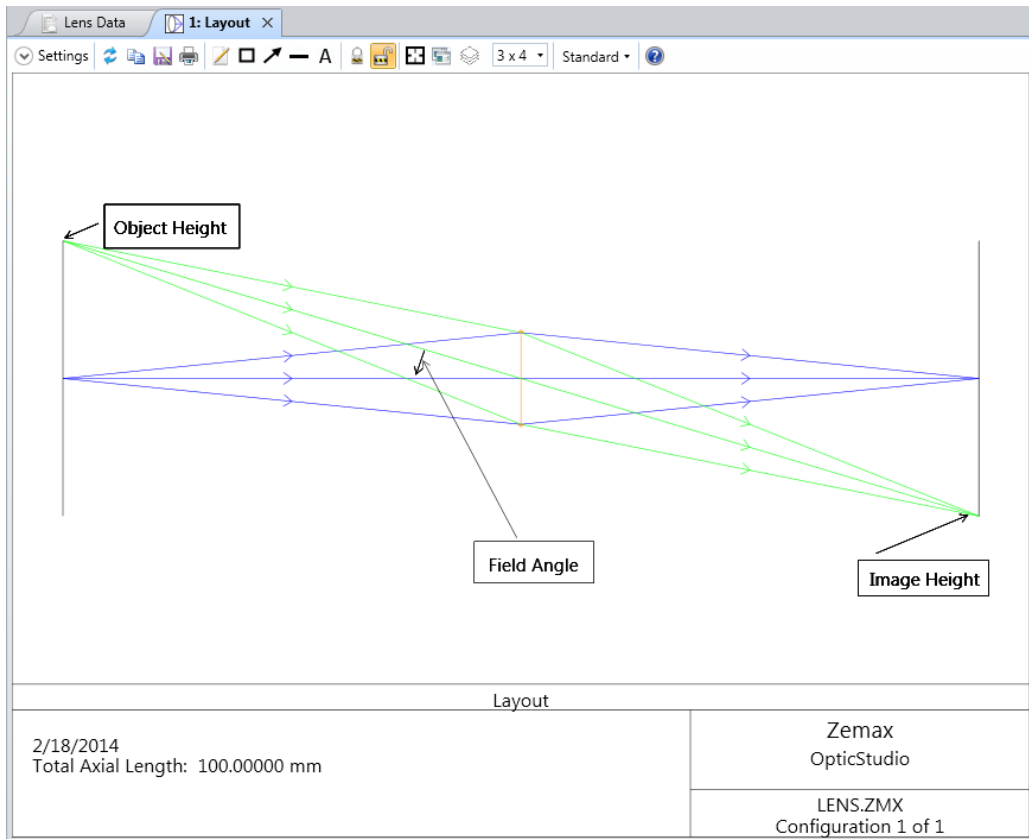 Lens Data
1: Layout
Settings
A
3 x 4
Standard
?
Object Height
Field Angle
Image Height
Layout
2/18/2014
Total Axial Length: 100.00000 mm
Zemax
OpticStudio
LENS.ZMX
Configuration 1 of 1